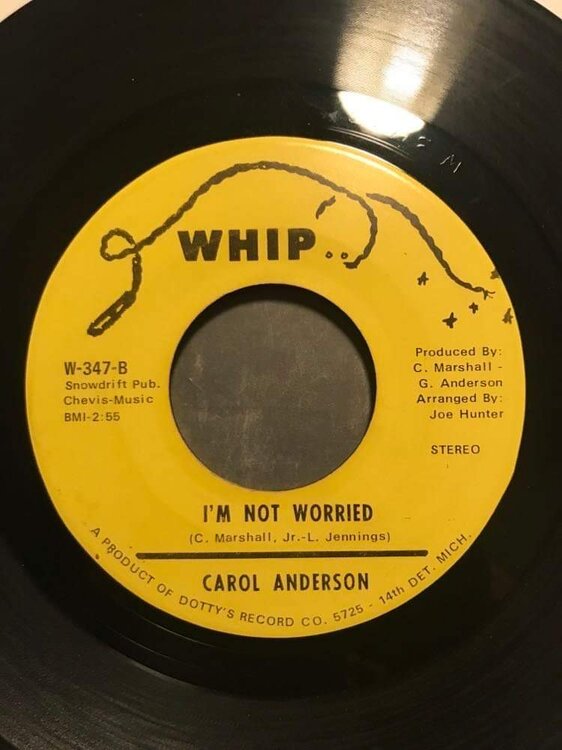 WHIP..
W-347-B
Snowdrift Pub.
Chevis-Music
BMI-2:55
Produced By:
C. Marshall -
G. Anderson
Arranged By:
Joe Hunter
STEREO
I'M NOT WORRIED
(C. Marshall, Jr.-L. Jennings)
CAROL ANDERSON
A PRODUCT OF DOTTY'S RECORD CO. 5725 - 14th DET. MICH.